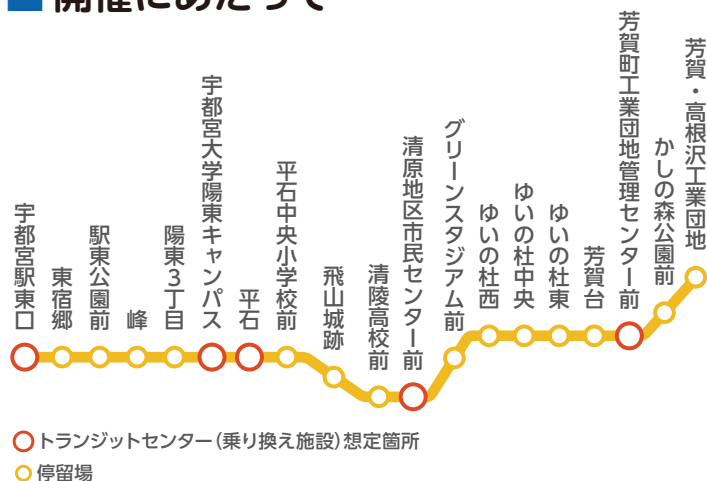 開催にあたって
宇都宮駅東口
東宿郷
駅東公園前
峰
陽東3丁目
宇都宮大学陽東キャンパス
平石
平石中央小学校前
飛山城跡
清陵高校前
清原地区市民センター前
グリーンスタジアム前
ゆいの杜西
ゆいの杜中央
ゆいの杜東
芳賀台
芳賀町工業団地管理センター前
かしの森公園前
芳賀・高根沢工業団地
トランジットセンター(乗り換え施設)想定箇所
停留場